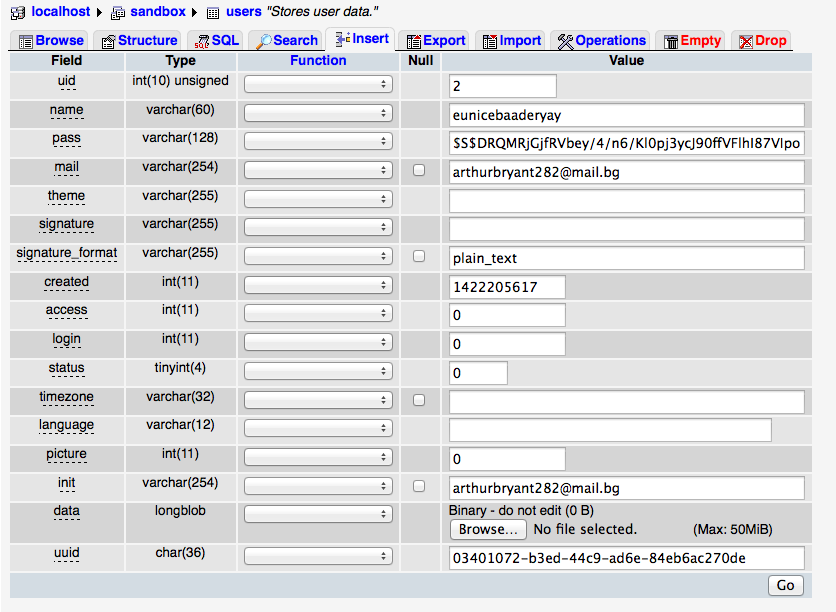 localhost sandbox users "Stores user data."
Browse Structure SQL Search Insert Export Import Operations Empty Drop
Field Type Function Null Value
uid int(10) unsigned 2
name varchar(60) eunicebaaderyay
pass varchar(128) $S$DRQMRjGjfRVbey/4/n6/Kl0pj3ycJ90ffVFlhI87Vlpo
mail varchar(254) arthurbryant282@mail.bg
theme varchar(255)
signature varchar(255)
signature_format varchar(255) plain_text
created int(11) 1422205617
access int(11) 0
login int(11) 0
status tinyint(4) 0
timezone varchar(32)
language varchar(12)
picture int(11) 0
init varchar(254) arthurbryant282@mail.bg
data longblob Binary - do not edit (0 B)
Browse... No file selected. (Max: 50MiB)
uuid char(36) 03401072-b3ed-44c9-ad6e-84eb6ac270de
Go